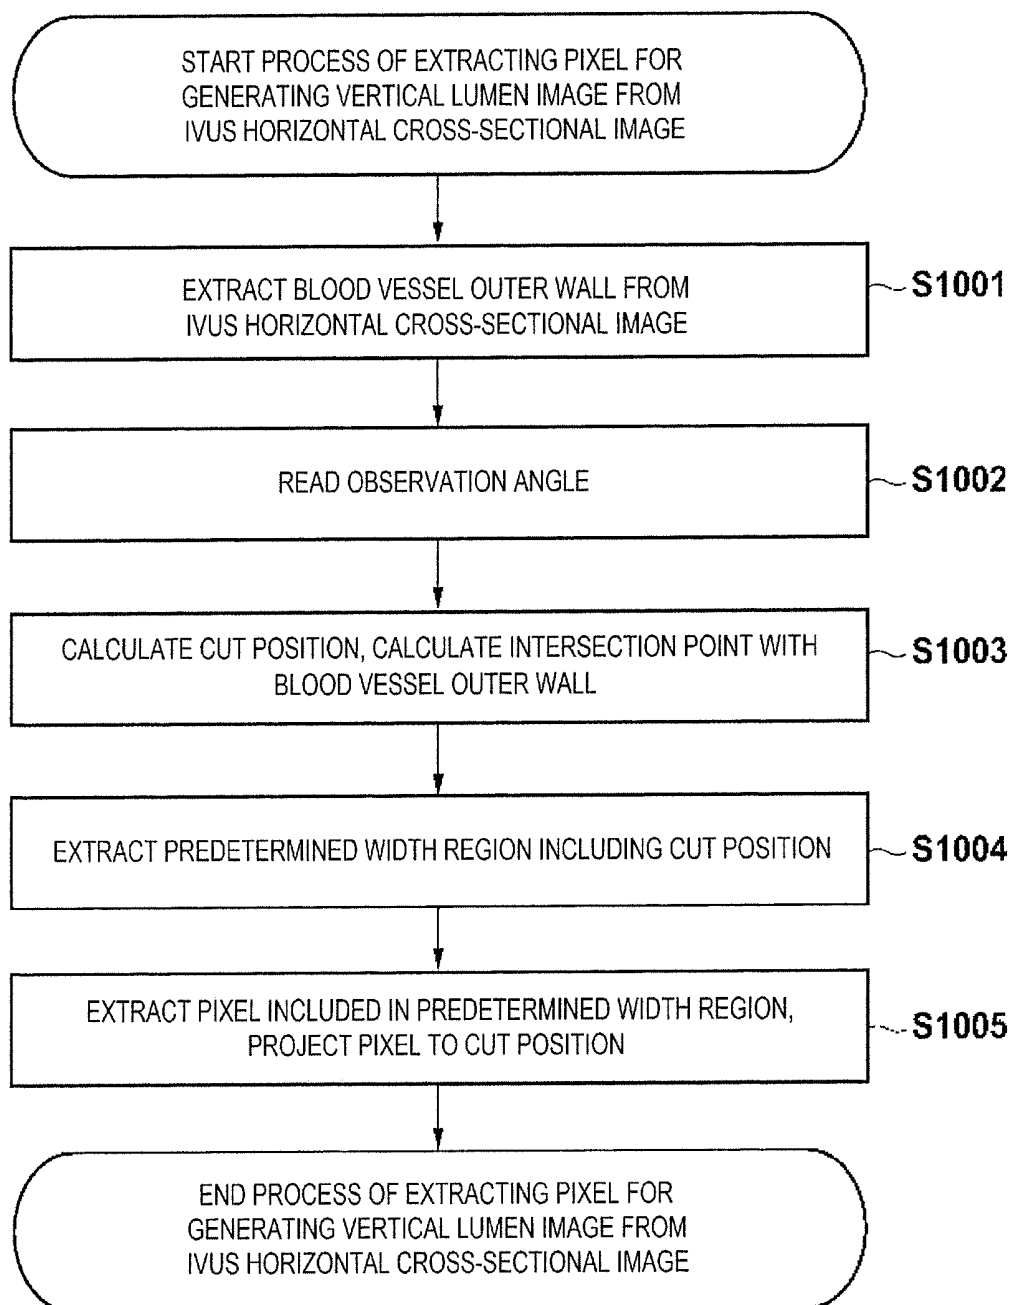 START PROCESS OF EXTRACTING PIXEL FOR
GENERATING VERTICAL LUMEN IMAGE FROM
IVUS HORIZONTAL CROSS-SECTIONAL IMAGE
EXTRACT BLOOD VESSEL OUTER WALL FROM
IVUS HORIZONTAL CROSS-SECTIONAL IMAGE
S1001
READ OBSERVATION ANGLE
S1002
CALCULATE CUT POSITION, CALCULATE INTERSECTION POINT WITH
BLOOD VESSEL OUTER WALL
S1003
EXTRACT PREDETERMINED WIDTH REGION INCLUDING CUT POSITION
S1004
EXTRACT PIXEL INCLUDED IN PREDETERMINED WIDTH REGION,
PROJECT PIXEL TO CUT POSITION
S1005
END PROCESS OF EXTRACTING PIXEL FOR
GENERATING VERTICAL LUMEN IMAGE FROM
IVUS HORIZONTAL CROSS-SECTIONAL IMAGE